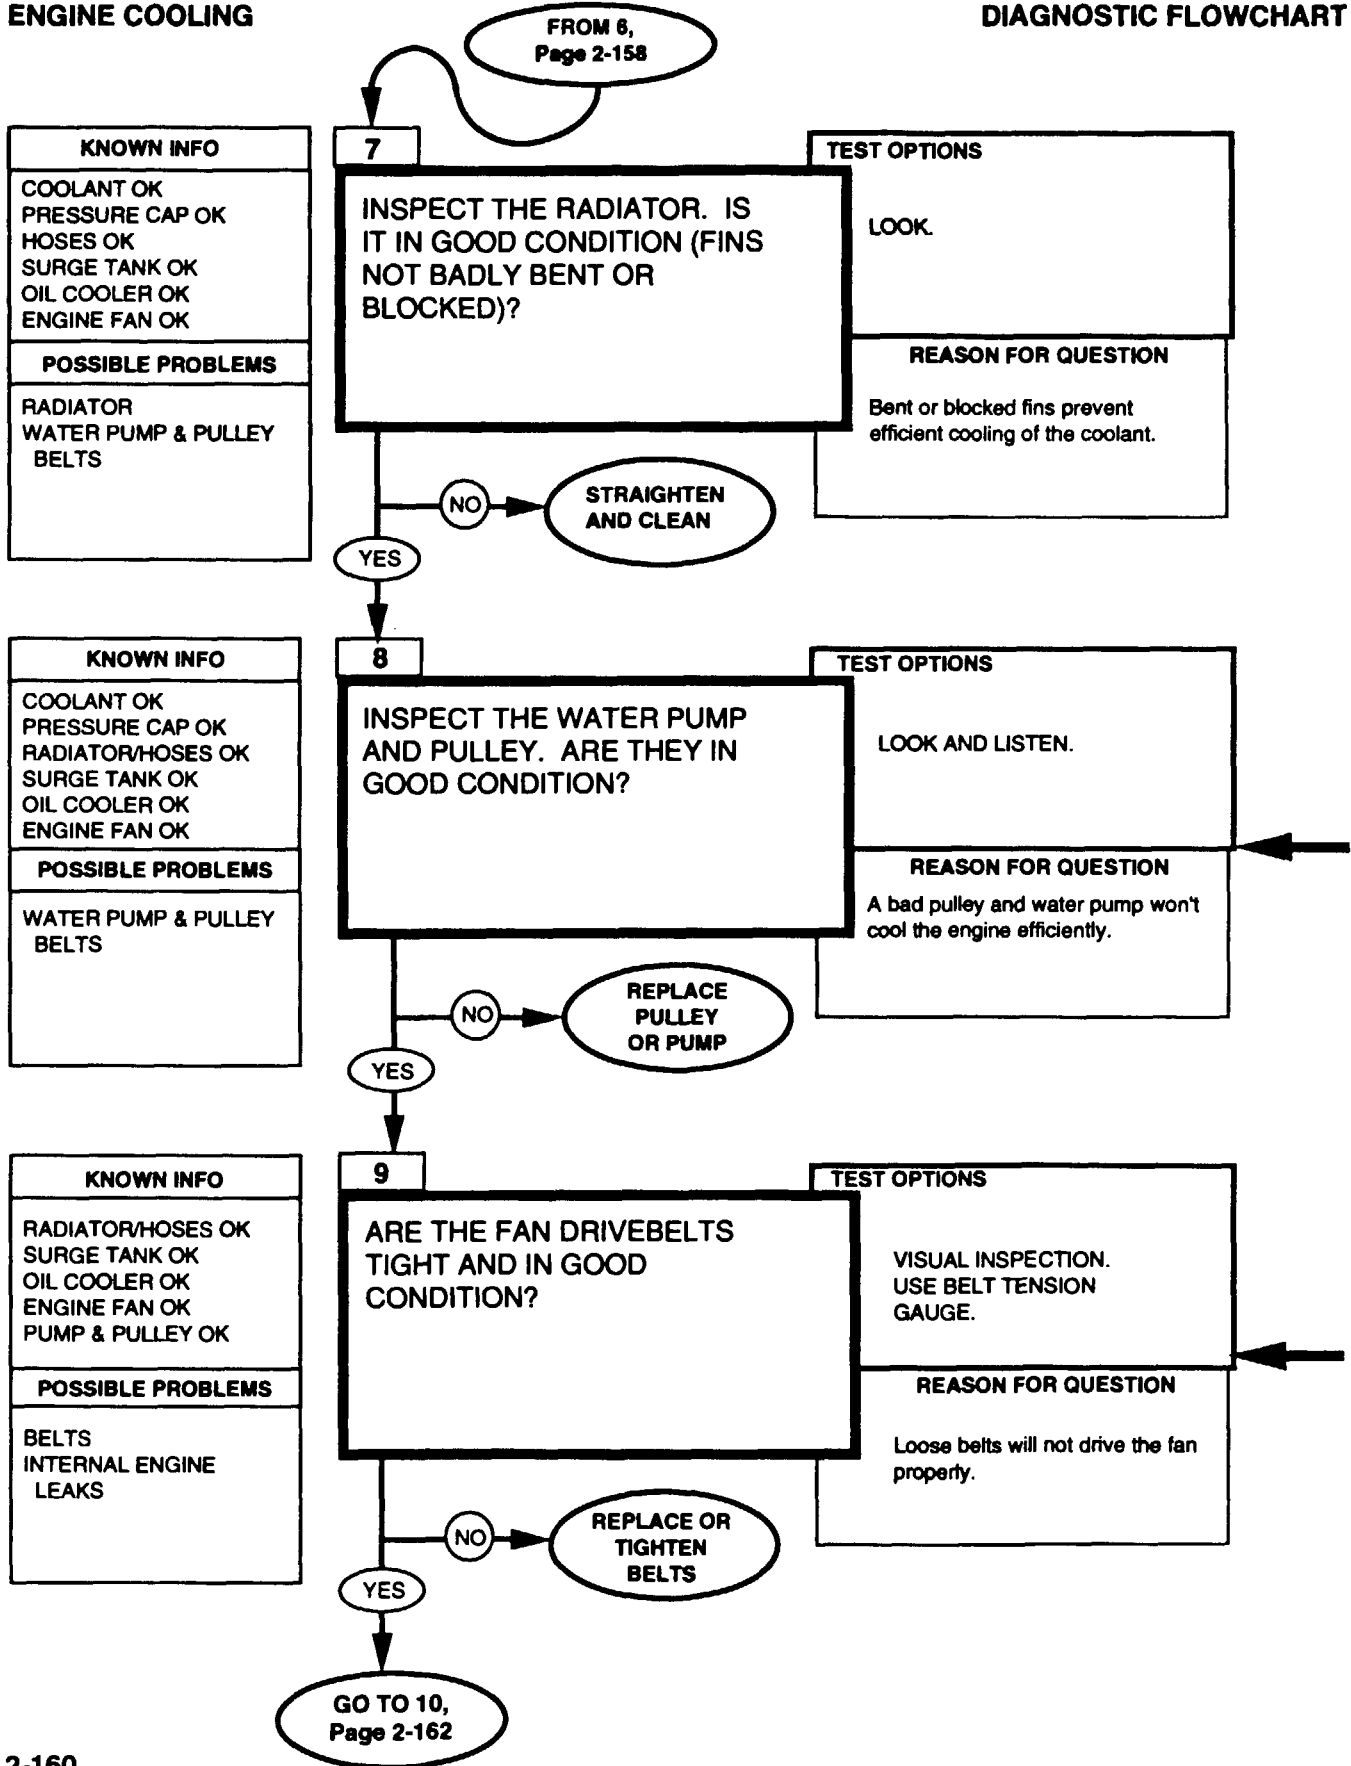 ENGINE COOLING
DIAGNOSTIC FLOWCHART
FROM 6,
Page 2-158
KNOWN INFO
COOLANT OK
PRESSURE CAP OK
HOSES OK
SURGE TANK OK
OIL COOLER OK
ENGINE FAN OK
POSSIBLE PROBLEMS
RADIATOR
WATER PUMP & PULLEY
BELTS
7
INSPECT THE RADIATOR. IS
IT IN GOOD CONDITION (FINS
NOT BADLY BENT OR
BLOCKED)?
TEST OPTIONS
LOOK.
REASON FOR QUESTION
Bent or blocked fins prevent
efficient cooling of the coolant.
NO
STRAIGHTEN
AND CLEAN
YES
KNOWN INFO
COOLANT OK
PRESSURE CAP OK
RADIATOR/HOSES OK
SURGE TANK OK
OIL COOLER OK
ENGINE FAN OK
POSSIBLE PROBLEMS
WATER PUMP & PULLEY
BELTS
8
INSPECT THE WATER PUMP
AND PULLEY. ARE THEY IN
GOOD CONDITION?
TEST OPTIONS
LOOK AND LISTEN.
REASON FOR QUESTION
A bad pulley and water pump won't
cool the engine efficiently.
NO
REPLACE
PULLEY
OR PUMP
YES
KNOWN INFO
RADIATOR/HOSES OK
SURGE TANK OK
OIL COOLER OK
ENGINE FAN OK
PUMP & PULLEY OK
POSSIBLE PROBLEMS
BELTS
INTERNAL ENGINE
LEAKS
9
ARE THE FAN DRIVEBELTS
TIGHT AND IN GOOD
CONDITION?
TEST OPTIONS
VISUAL INSPECTION.
USE BELT TENSION
GAUGE.
REASON FOR QUESTION
Loose belts will not drive the fan
properly.
NO
REPLACE OR
TIGHTEN
BELTS
YES
GO TO 10,
Page 2-162
2-160